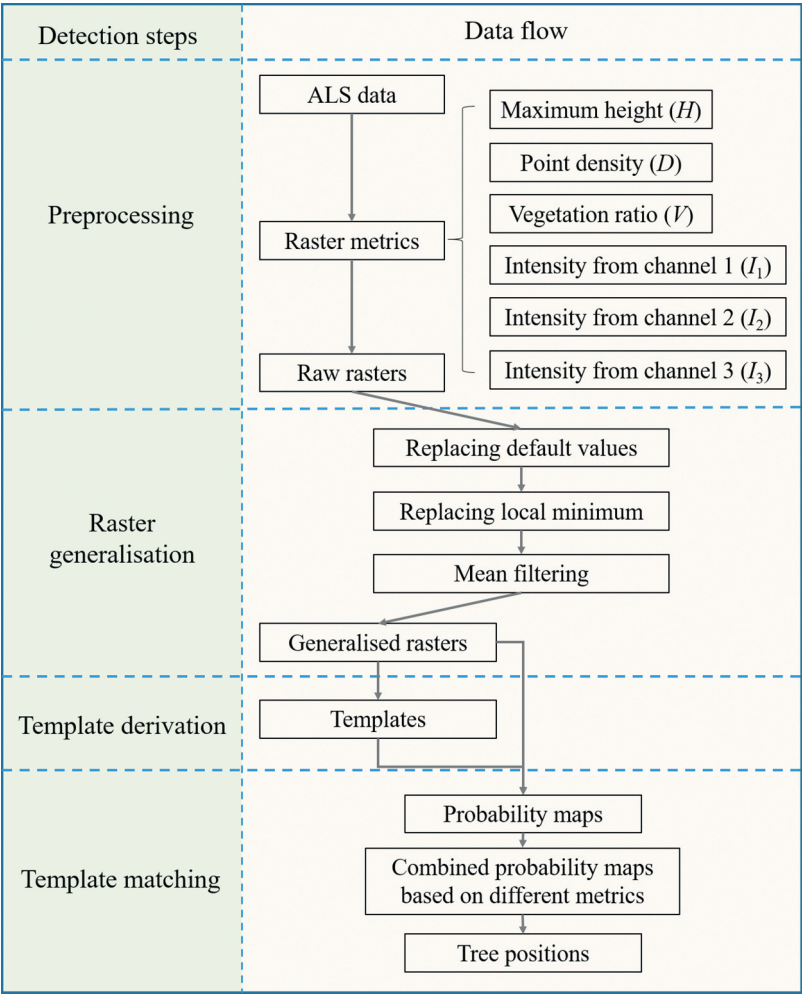 Detection steps
Data flow
Preprocessing
ALS data
Raster metrics
Raw rasters
Maximum height (H)
Point density (D)
Vegetation ratio (V)
Intensity from channel 1 (I₁)
Intensity from channel 2 (I₂)
Intensity from channel 3 (I₃)
Raster
generalisation
Replacing default values
Replacing local minimum
Mean filtering
Generalised rasters
Template derivation
Templates
Template matching
Probability maps
Combined probability maps
based on different metrics
Tree positions